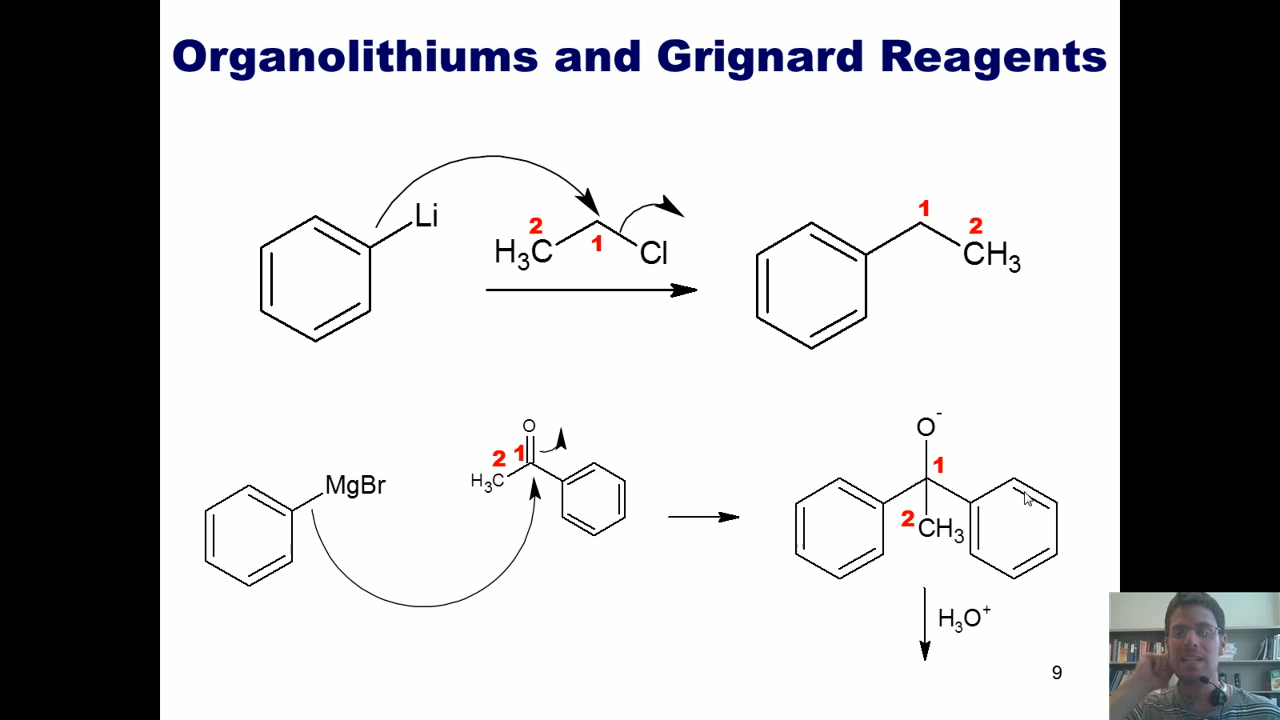 Organolithiums and Grignard Reagents
Li
2
H₃C
1
Cl
1
2
CH₃
MgBr
O
2
1
H₃C
O⁻
1
2
CH₃
H₃O⁺
9